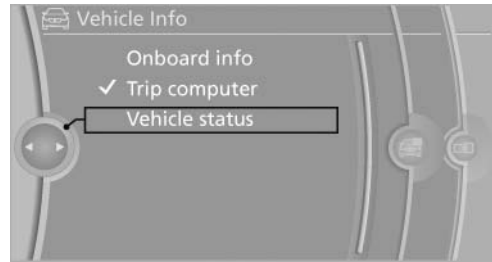 Vehicle Info
Onboard info
Trip computer
Vehicle status